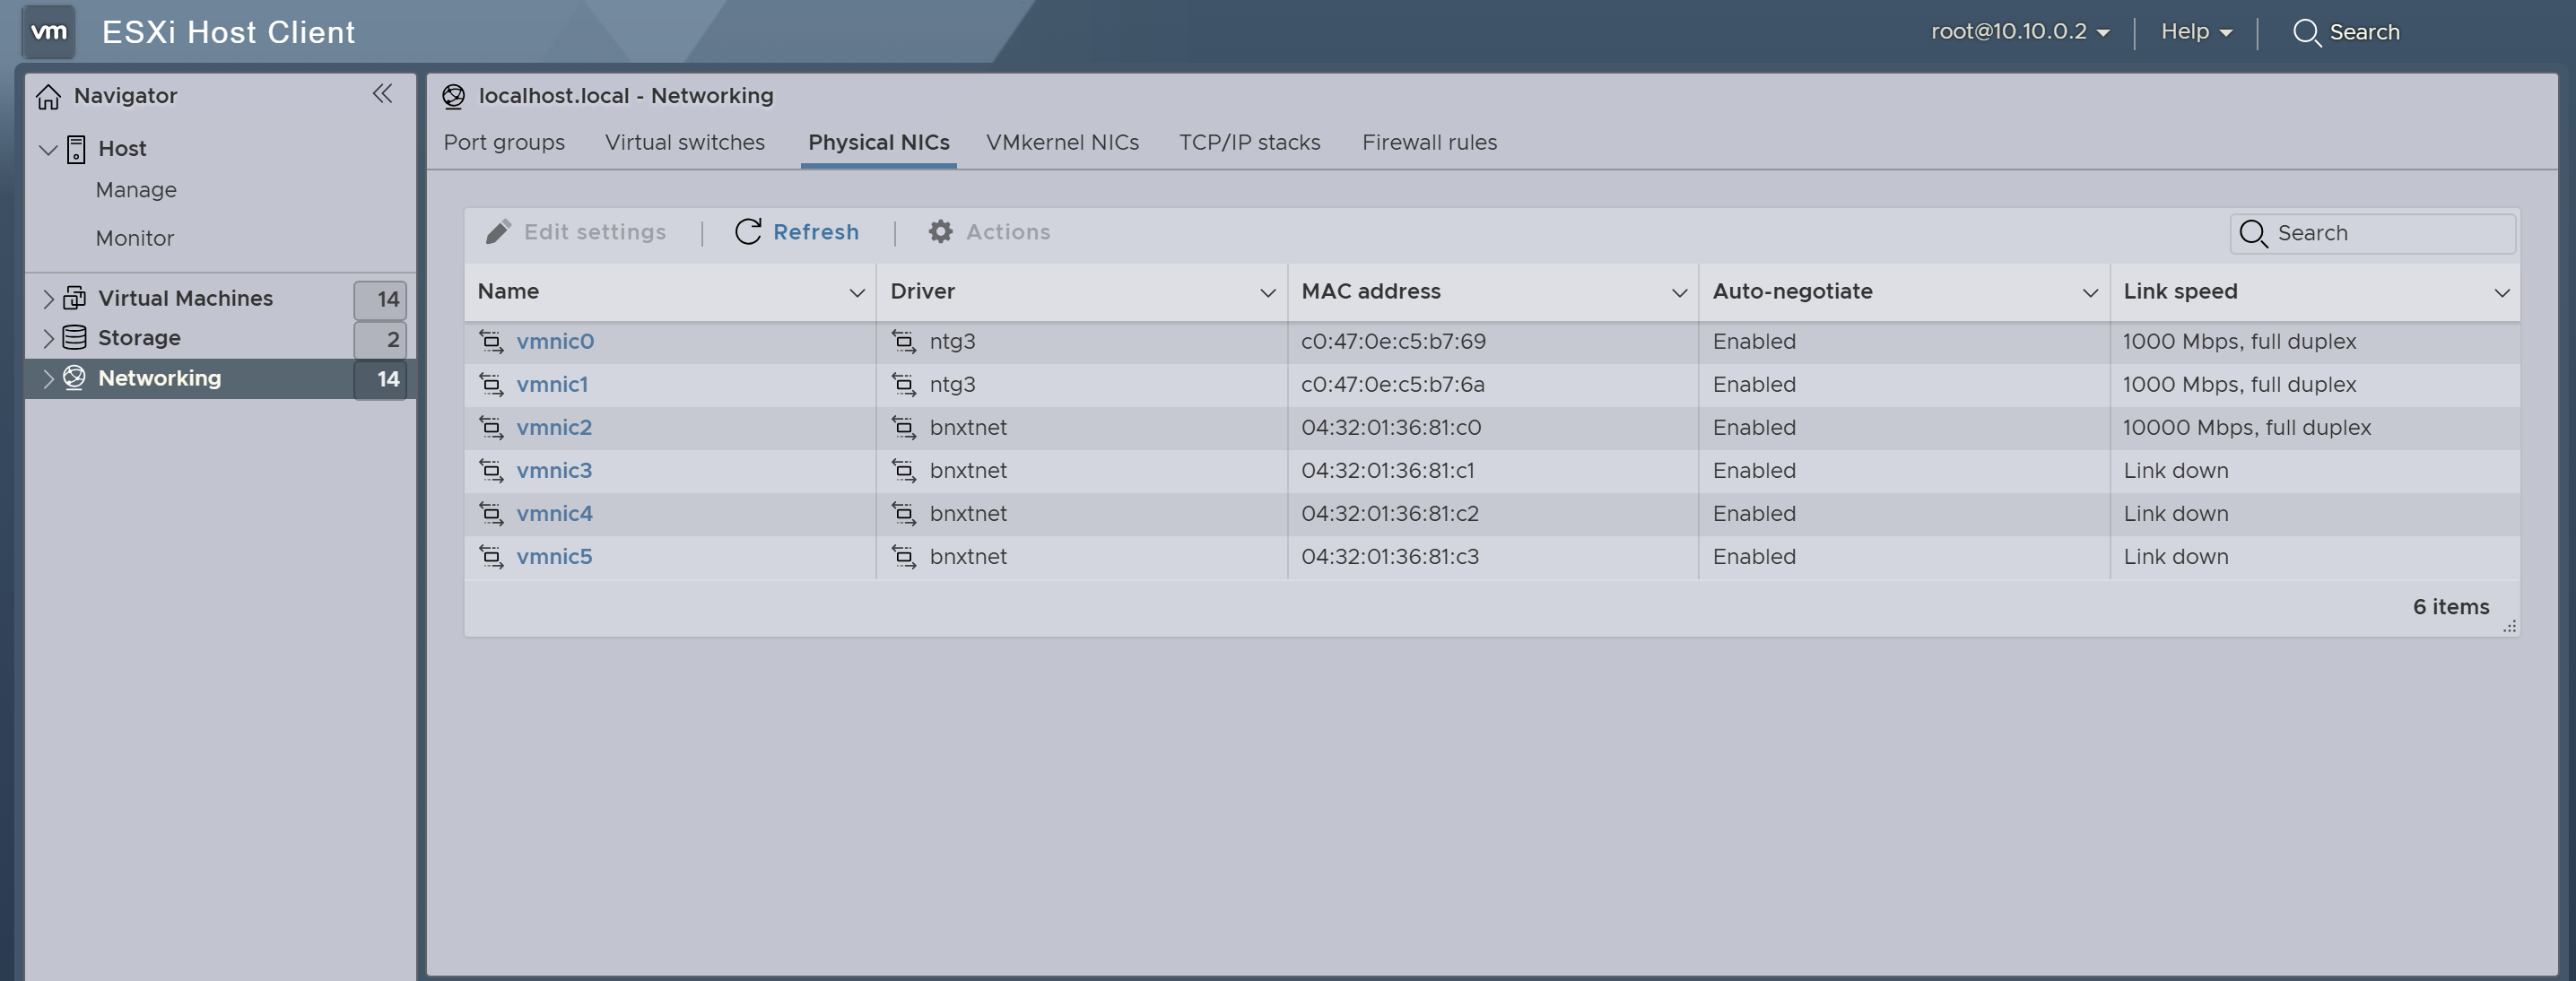 vm ESXi Host Client root@10.10.0.2 Help Search
Navigator
Host
Manage
Monitor
Virtual Machines 14
Storage 2
Networking 14
localhost.local - Networking
Port groups Virtual switches Physical NICs VMkernel NICs TCP/IP stacks Firewall rules
Edit settings Refresh Actions Search
Name Driver MAC address Auto-negotiate Link speed
vmnic0 ntg3 c0:47:0e:c5:b7:69 Enabled 1000 Mbps, full duplex
vmnic1 ntg3 c0:47:0e:c5:b7:6a Enabled 1000 Mbps, full duplex
vmnic2 bnxtnet 04:32:01:36:81:c0 Enabled 10000 Mbps, full duplex
vmnic3 bnxtnet 04:32:01:36:81:c1 Enabled Link down
vmnic4 bnxtnet 04:32:01:36:81:c2 Enabled Link down
vmnic5 bnxtnet 04:32:01:36:81:c3 Enabled Link down
6 items